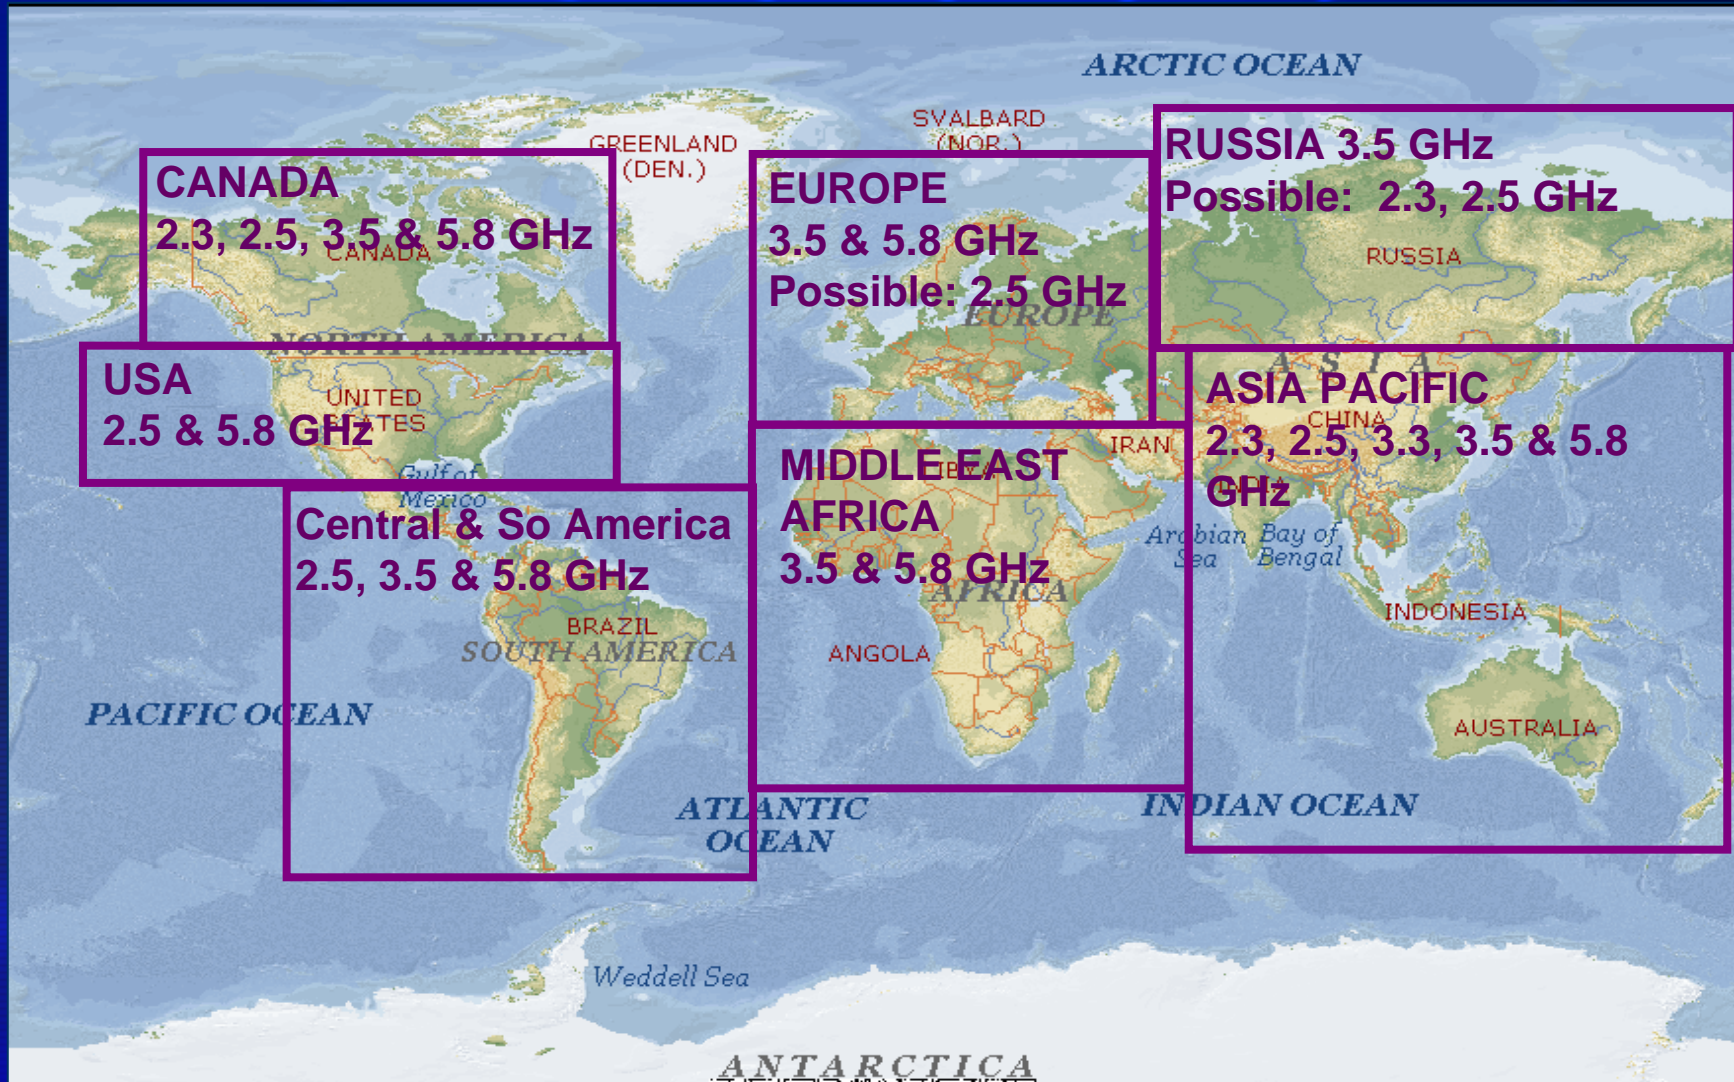 ARCTIC OCEAN
SVALBARD
(NOR.)
GREENLAND
(DEN.)
CANADA
2.3, 2.5, 3.5 & 5.8 GHz
CANADA
NORTH AMERICA
EUROPE
3.5 & 5.8 GHz
Possible: 2.5 GHz
EUROPE
RUSSIA 3.5 GHz
Possible: 2.3, 2.5 GHz
RUSSIA
USA
2.5 & 5.8 GHz
UNITED
STATES
Gulf of
Mexico
ASIA
ASIA PACIFIC
2.3, 2.5, 3.3, 3.5 & 5.8
GHz
CHINA
INDIA
IRAN
MIDDLE EAST
AFRICA
3.5 & 5.8 GHz
LIBYA
AFRICA
ANGOLA
Arabian
Sea
Bay of
Bengal
Central & So America
2.5, 3.5 & 5.8 GHz
BRAZIL
SOUTH AMERICA
INDONESIA
AUSTRALIA
PACIFIC OCEAN
ATLANTIC
OCEAN
INDIAN OCEAN
Weddell Sea
ANTARCTICA